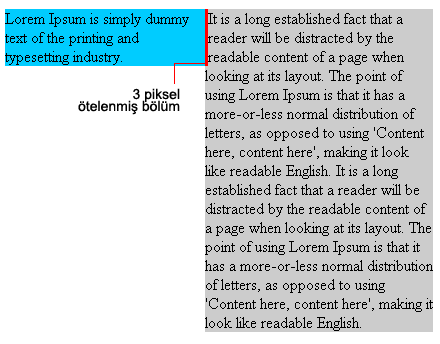 Lorem Ipsum is simply dummy
text of the printing and
typesetting industry.
3 piksel
ötelenmiş bölüm
It is a long established fact that a
reader will be distracted by the
readable content of a page when
looking at its layout. The point of
using Lorem Ipsum is that it has a
more-or-less normal distribution of
letters, as opposed to using 'Content
here, content here', making it look
like readable English. It is a long
established fact that a reader will be
distracted by the readable content of
a page when looking at its layout. The
point of using Lorem Ipsum is that it
has a more-or-less normal distribution
of letters, as opposed to using
'Content here, content here', making it
look like readable English.